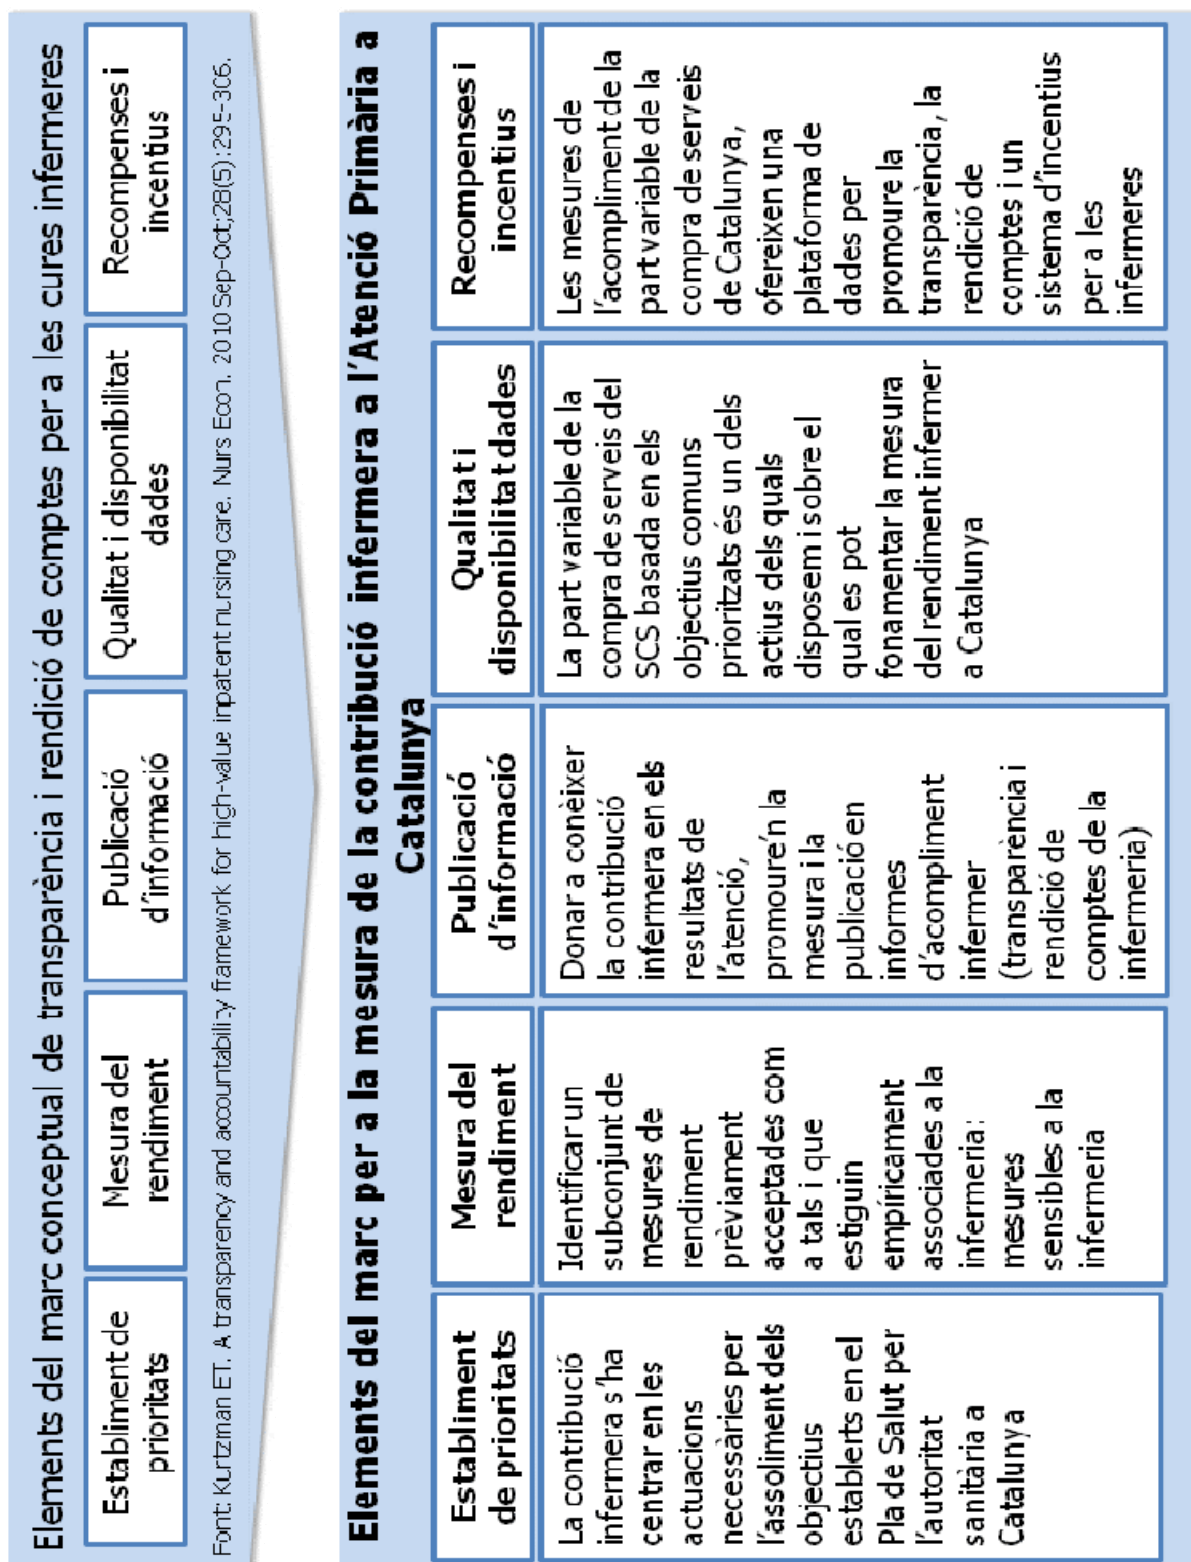 Elements del marc conceptual de transparència i rendició de comptes per a les cures infermeres
Establiment de
prioritats
Mesura del
rendiment
Publicació
d'informació
Qualitat i disponibilitat
dades
Recompenses i
incentius
Font: Kurtzman ET. A transparency and accountability framework for high-value inpatent nursing care. Nurs Econ. 2010 Sep-Oct;28(5):295-306.
Elements del marc per a la mesura de la contribució infermera a l'Atenció Primària a
Catalunya
Establiment
de prioritats
La contribució
infermera s'ha
centrar en les
actuacions
necessàries per
l'assoliment dels
objectius
establerts en el
Pla de Salut per
l'autoritat
sanitària a
Catalunya
Mesura del
rendiment
Identificar un
subconjunt de
mesures de
rendiment
prèviament
acceptades com
a tals i que
estiguin
empíricament
associades a la
infermeria:
mesures
sensibles a la
infermeria
Publicació
d'informació
Donar a conèixer
la contribució
infermera en els
resultats de
l'atenció,
promoure'n la
mesura i la
publicació en
informes
d'acompliment
infermer
(transparència i
rendició de
comptes de la
infermeria)
Qualitat i
disponibilitat dades
La part variable de la
compra de serveis del
SCS basada en els
objectius comuns
prioritzats és un dels
actius dels quals
disposem i sobre el
qual es pot
fonamentar la mesura
del rendiment infermer
a Catalunya
Recompenses i
incentius
Les mesures de
l'acompliment de la
part variable de la
compra de serveis
de Catalunya,
ofereixen una
plataforma de
dades per
promoure la
transparència, la
rendició de
comptes i un
sistema d'incentius
per a les
infermeres